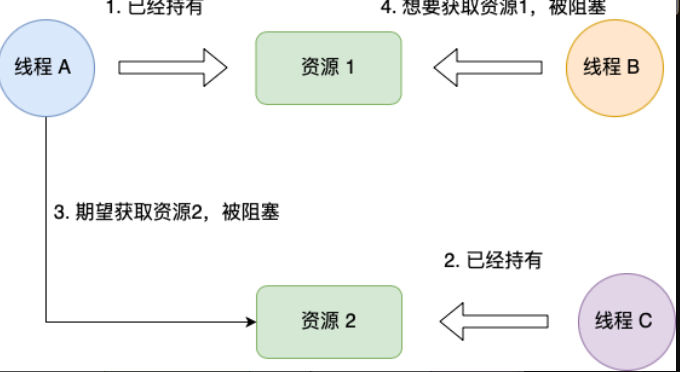 1. 已经持有
4. 想要获取资源1，被阻塞
线程 A
资源 1
线程 B
3. 期望获取资源2，被阻塞
2. 已经持有
资源 2
线程 C